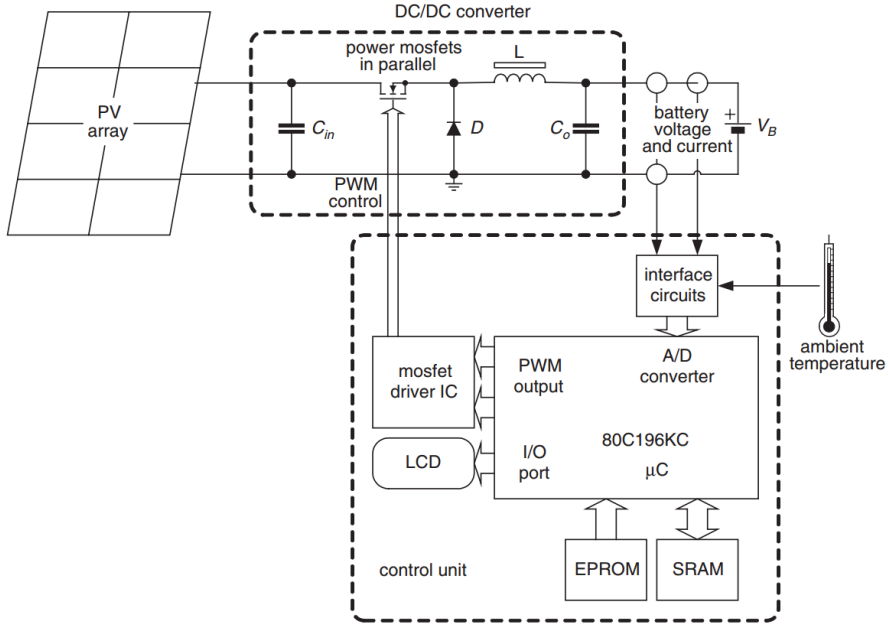 DC/DC converter
power mosfets
in parallel
L
PV
array
C_in
D
C_o
battery
voltage
and current
+
V_B
PWM
control
interface
circuits
ambient
temperature
mosfet
driver IC
PWM
output
A/D
converter
LCD
I/O
port
80C196KC
μC
control unit
EPROM
SRAM